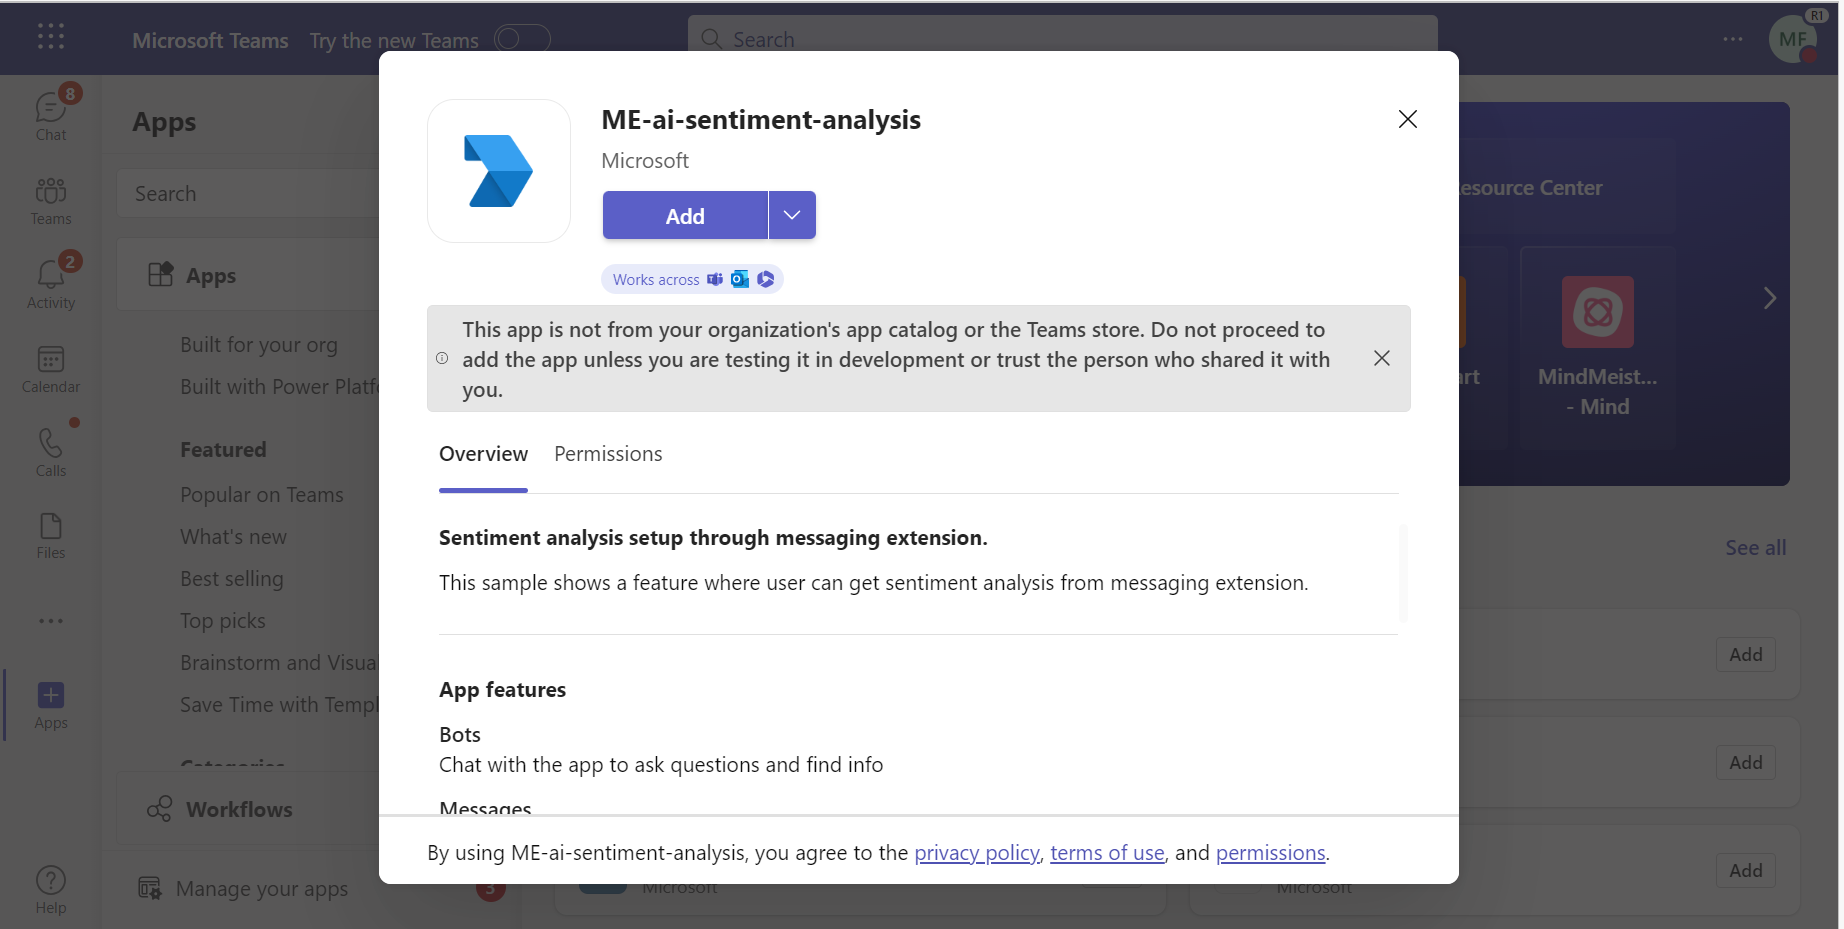 Microsoft Teams
Try the new Teams
Search
R1
MF
8
Chat
Teams
2
Activity
Calendar
Calls
Files
Apps
Help
Apps
Search
Apps
Built for your org
Built with Power
Featured
Popular on Teams
What's new
Best selling
Top picks
Brainstorm and
Save Time with
Workflows
Manage your apps
3
ME-ai-sentiment-analysis
Microsoft
Add
Works across
This app is not from your organization's app catalog or the Teams store. Do not proceed to
add the app unless you are testing it in development or trust the person who shared it with
you.
Overview
Permissions
Sentiment analysis setup through messaging extension.
This sample shows a feature where user can get sentiment analysis from messaging extension.
App features
Bots
Chat with the app to ask questions and find info
Messages
By using ME-ai-sentiment-analysis, you agree to the privacy policy, terms of use, and permissions.
Center
MindMeist...
- Mind
See all
Add
Add
Add
Microsoft
Microsoft